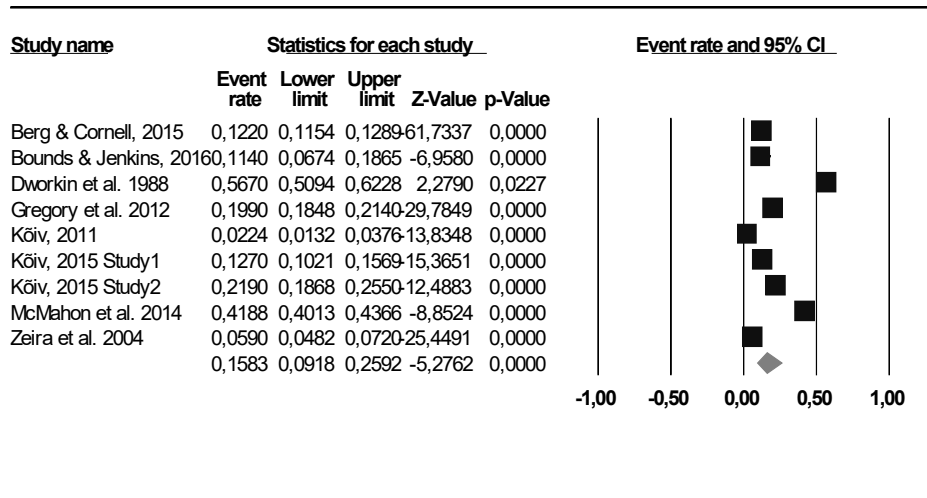 Study name Statistics for each study Event rate and 95% CI
Event Lower Upper
rate limit limit Z-Value p-Value
Berg & Cornell, 2015 0,1220 0,1154 0,1289 -61,7337 0,0000
Bounds & Jenkins, 2016 0,1140 0,0674 0,1865 -6,9580 0,0000
Dworkin et al. 1988 0,5670 0,5094 0,6228 2,2790 0,0227
Gregory et al. 2012 0,1990 0,1848 0,2140 -29,7849 0,0000
Kõiv, 2011 0,0224 0,0132 0,0376 -13,8348 0,0000
Kõiv, 2015 Study1 0,1270 0,1021 0,1569 -15,3651 0,0000
Kõiv, 2015 Study2 0,2190 0,1868 0,2550 -12,4883 0,0000
McMahon et al. 2014 0,4188 0,4013 0,4366 -8,8524 0,0000
Zeira et al. 2004 0,0590 0,0482 0,0720 -25,4491 0,0000
0,1583 0,0918 0,2592 -5,2762 0,0000
-1,00 -0,50 0,00 0,50 1,00